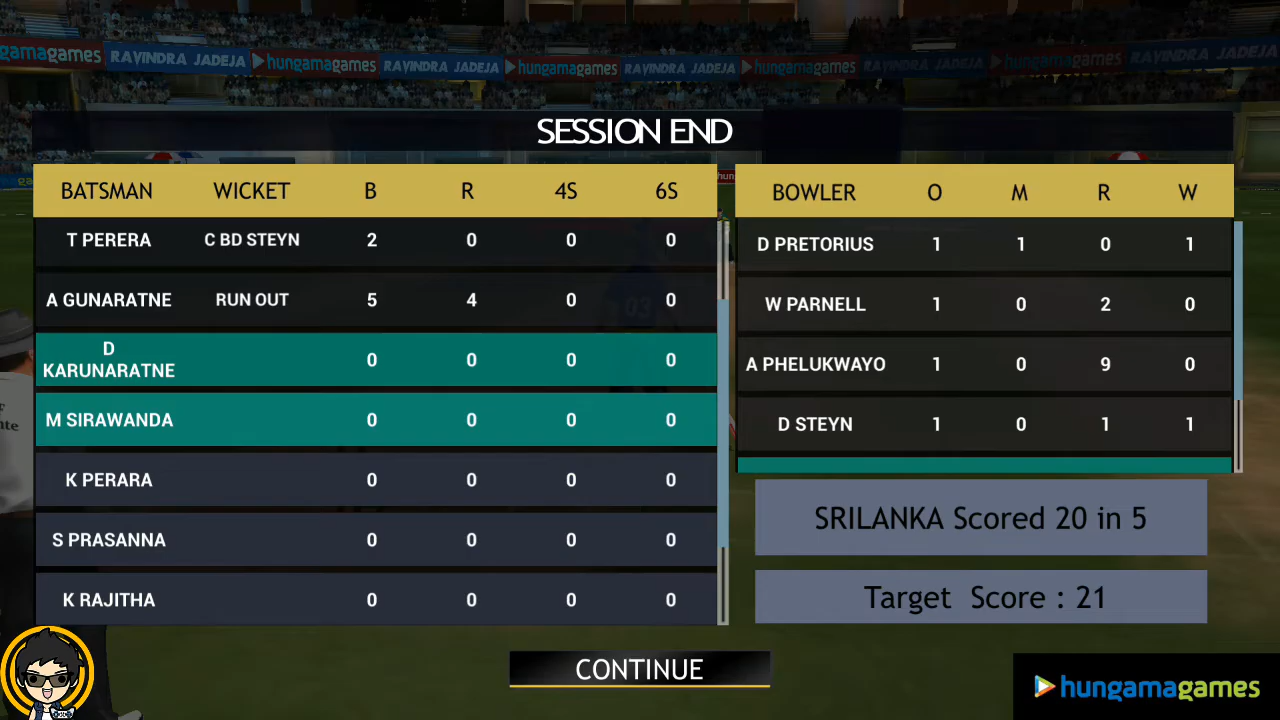 gamagames RAVINDRA JADEJA hungamagames RAVINDRA JADEJA hungamagames RAVINDRA JADEJA hungamagames RAVINDRA JADEJA hungamagames RAVINDRA JADEJA
SESSION END
BATSMAN WICKET B R 4S 6S
T PERERA C BD STEYN 2 0 0 0
A GUNARATNE RUN OUT 5 4 0 0
D
KARUNARATNE 0 0 0 0
M SIRAWANDA 0 0 0 0
K PERARA 0 0 0 0
S PRASANNA 0 0 0 0
K RAJITHA 0 0 0 0
BOWLER O M R W
D PRETORIUS 1 1 0 1
W PARNELL 1 0 2 0
A PHELUKWAYO 1 0 9 0
D STEYN 1 0 1 1
SRILANKA Scored 20 in 5
Target Score : 21
CONTINUE
hungamagames